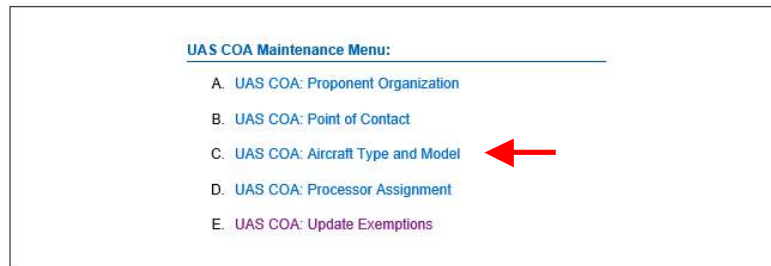 UAS COA Maintenance Menu:
A. UAS COA: Proponent Organization
B. UAS COA: Point of Contact
C. UAS COA: Aircraft Type and Model
D. UAS COA: Processor Assignment
E. UAS COA: Update Exemptions